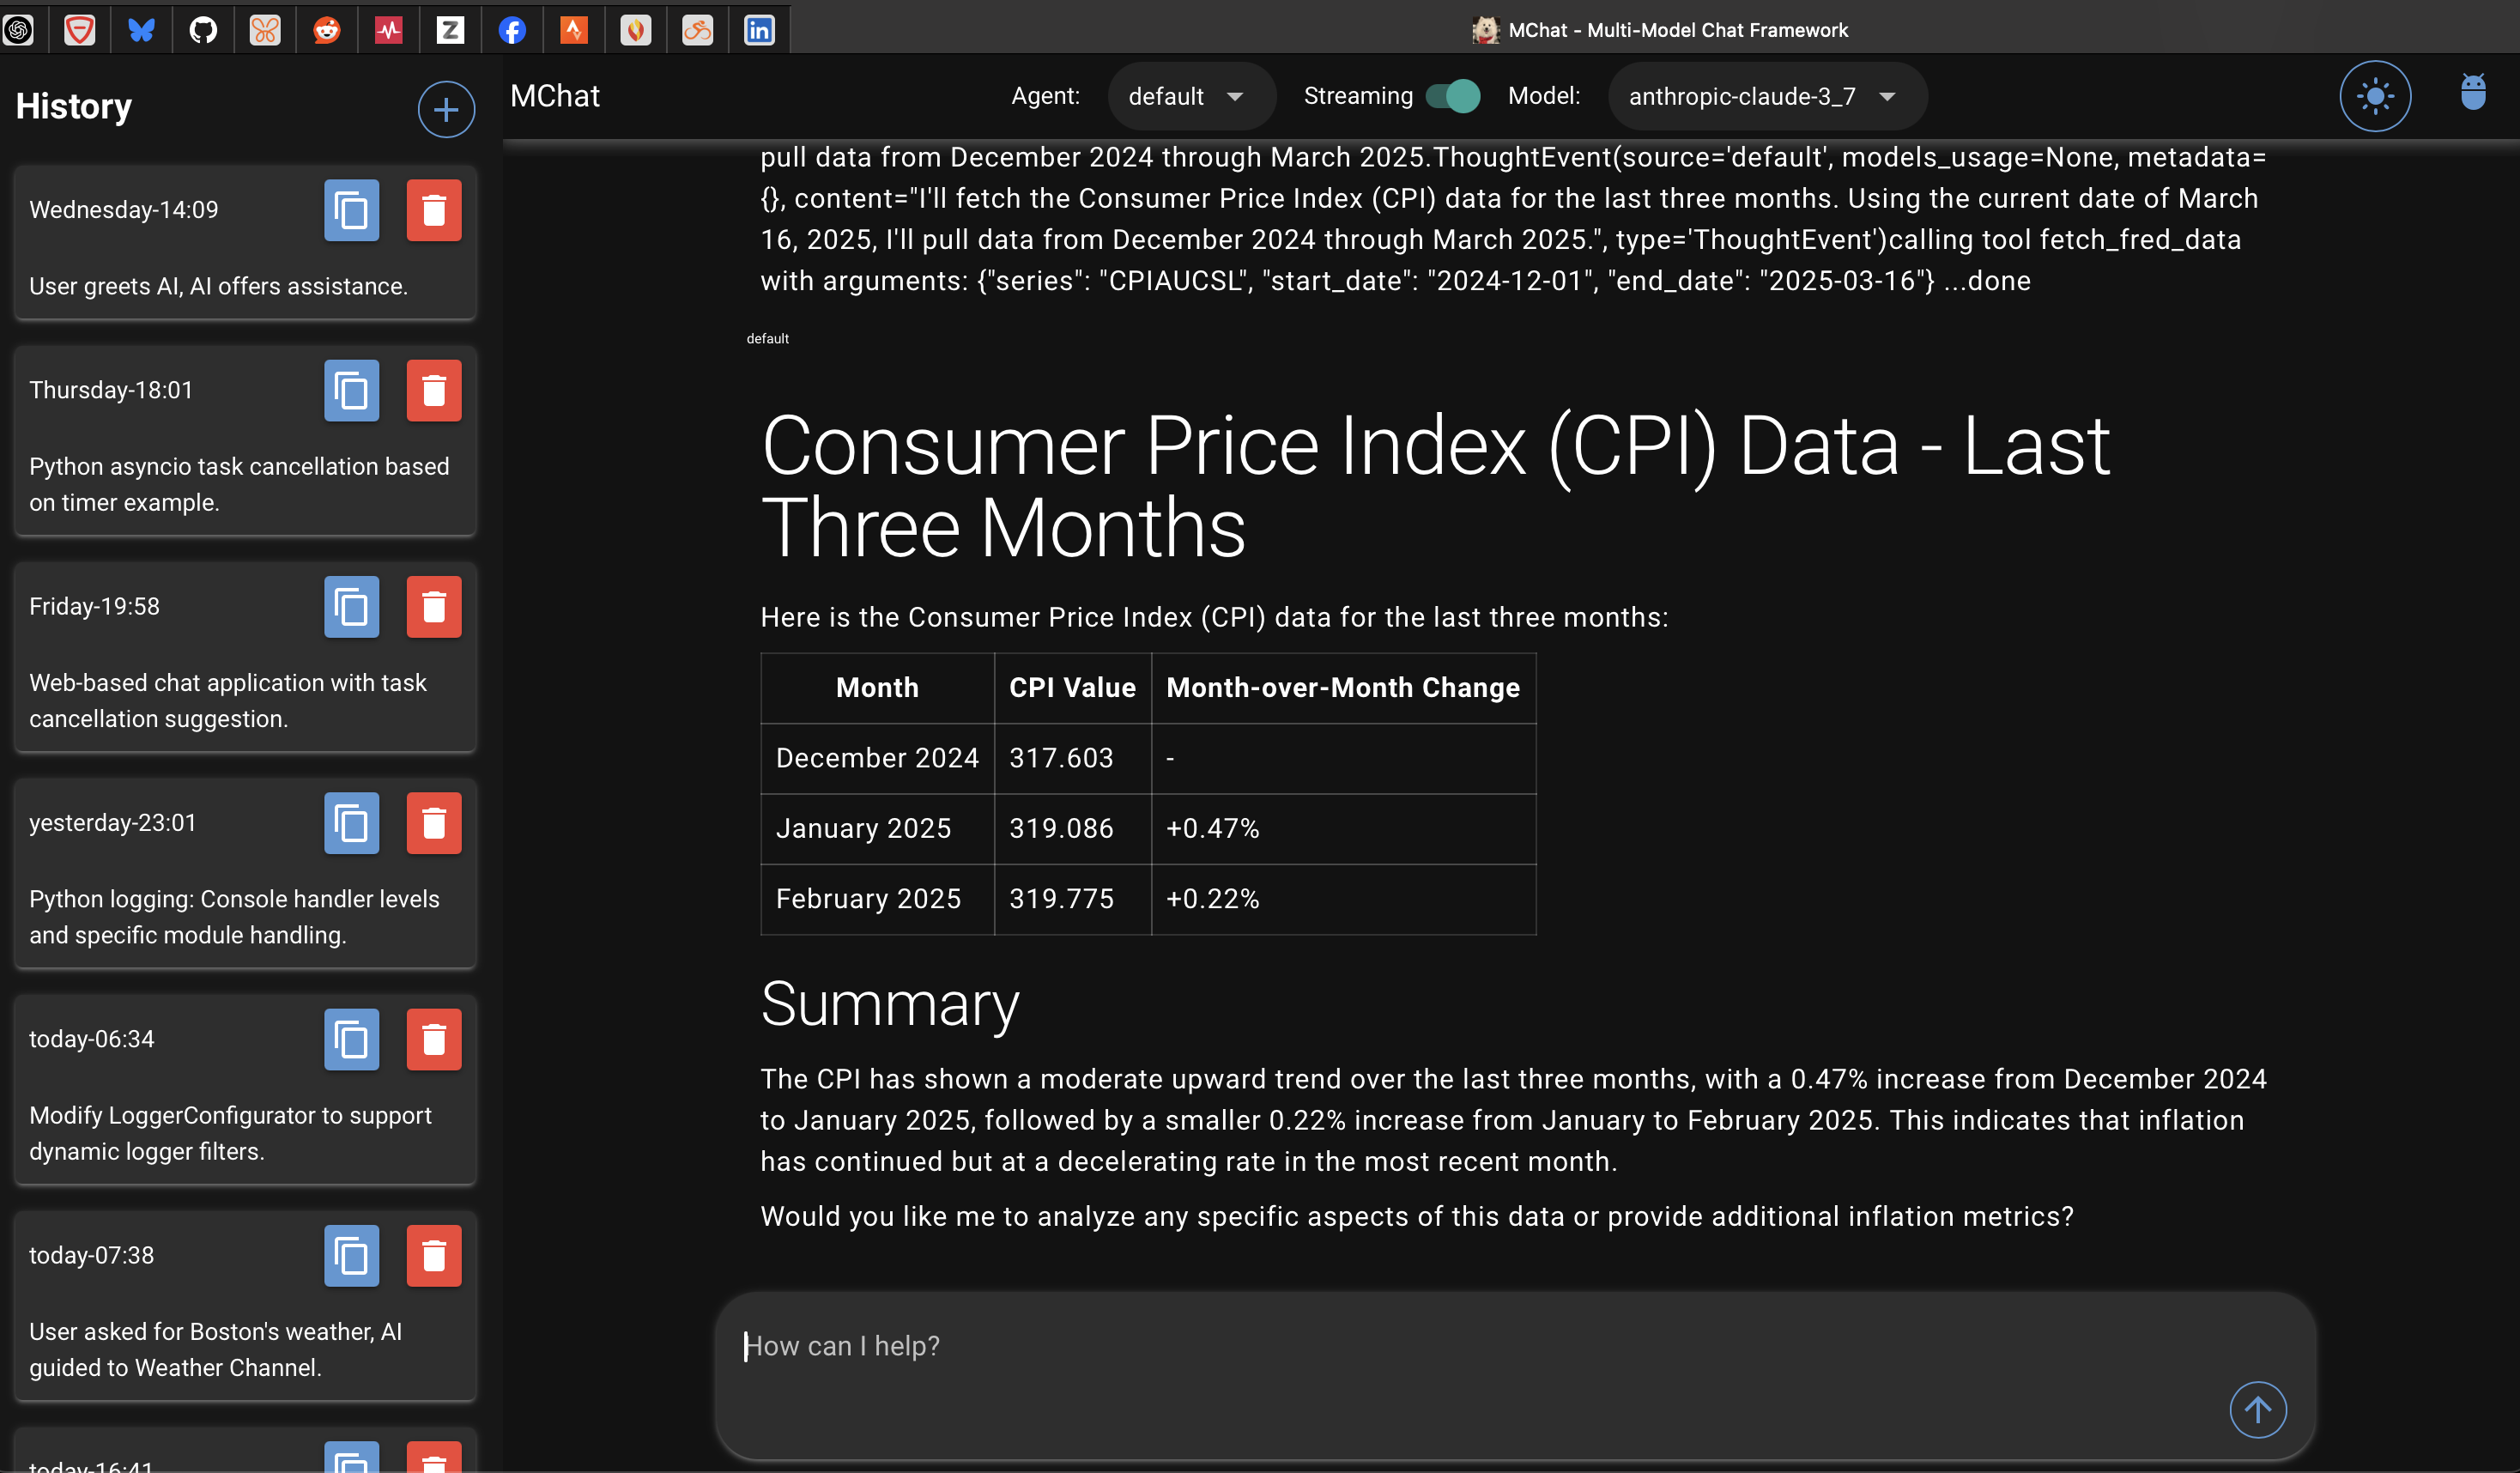 MChat - Multi-Model Chat Framework
History
MChat
Agent:
default
Streaming
Model:
anthropic-claude-3_7
Wednesday-14:09
User greets AI, AI offers assistance.
Thursday-18:01
Python asyncio task cancellation based
on timer example.
Friday-19:58
Web-based chat application with task
cancellation suggestion.
yesterday-23:01
Python logging: Console handler levels
and specific module handling.
today-06:34
Modify LoggerConfigurator to support
dynamic logger filters.
today-07:38
User asked for Boston's weather, AI
guided to Weather Channel.
today-16:41
pull data from December 2024 through March 2025.ThoughtEvent(source='default', models_usage=None, metadata=
{}, content="I'll fetch the Consumer Price Index (CPI) data for the last three months. Using the current date of March
16, 2025, I'll pull data from December 2024 through March 2025.", type='ThoughtEvent')calling tool fetch_fred_data
with arguments: {"series": "CPIAUCSL", "start_date": "2024-12-01", "end_date": "2025-03-16"} ...done
default
Consumer Price Index (CPI) Data - Last
Three Months
Here is the Consumer Price Index (CPI) data for the last three months:
Month CPI Value Month-over-Month Change
December 2024 317.603 -
January 2025 319.086 +0.47%
February 2025 319.775 +0.22%
Summary
The CPI has shown a moderate upward trend over the last three months, with a 0.47% increase from December 2024
to January 2025, followed by a smaller 0.22% increase from January to February 2025. This indicates that inflation
has continued but at a decelerating rate in the most recent month.
Would you like me to analyze any specific aspects of this data or provide additional inflation metrics?
How can I help?